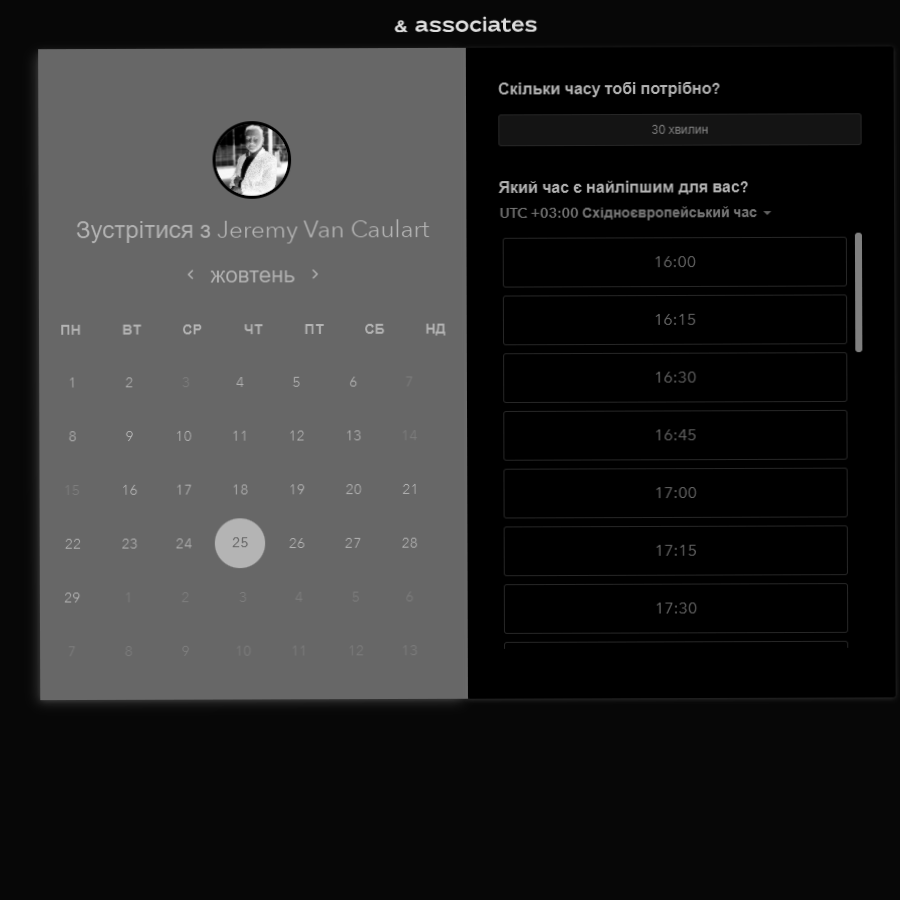 & associates
Зустрітися з Jeremy Van Caulart
жовтень
ПН ВТ СР ЧТ ПТ СБ НД
1 2 3 4 5 6 7
8 9 10 11 12 13 14
15 16 17 18 19 20 21
22 23 24 25 26 27 28
29 1 2 3 4 5 6
7 8 9 10 11 12 13
Скільки часу тобі потрібно?
30 хвилин
Який час є найліпшим для вас?
UTC +03:00 Східноєвропейський час
16:00
16:15
16:30
16:45
17:00
17:15
17:30